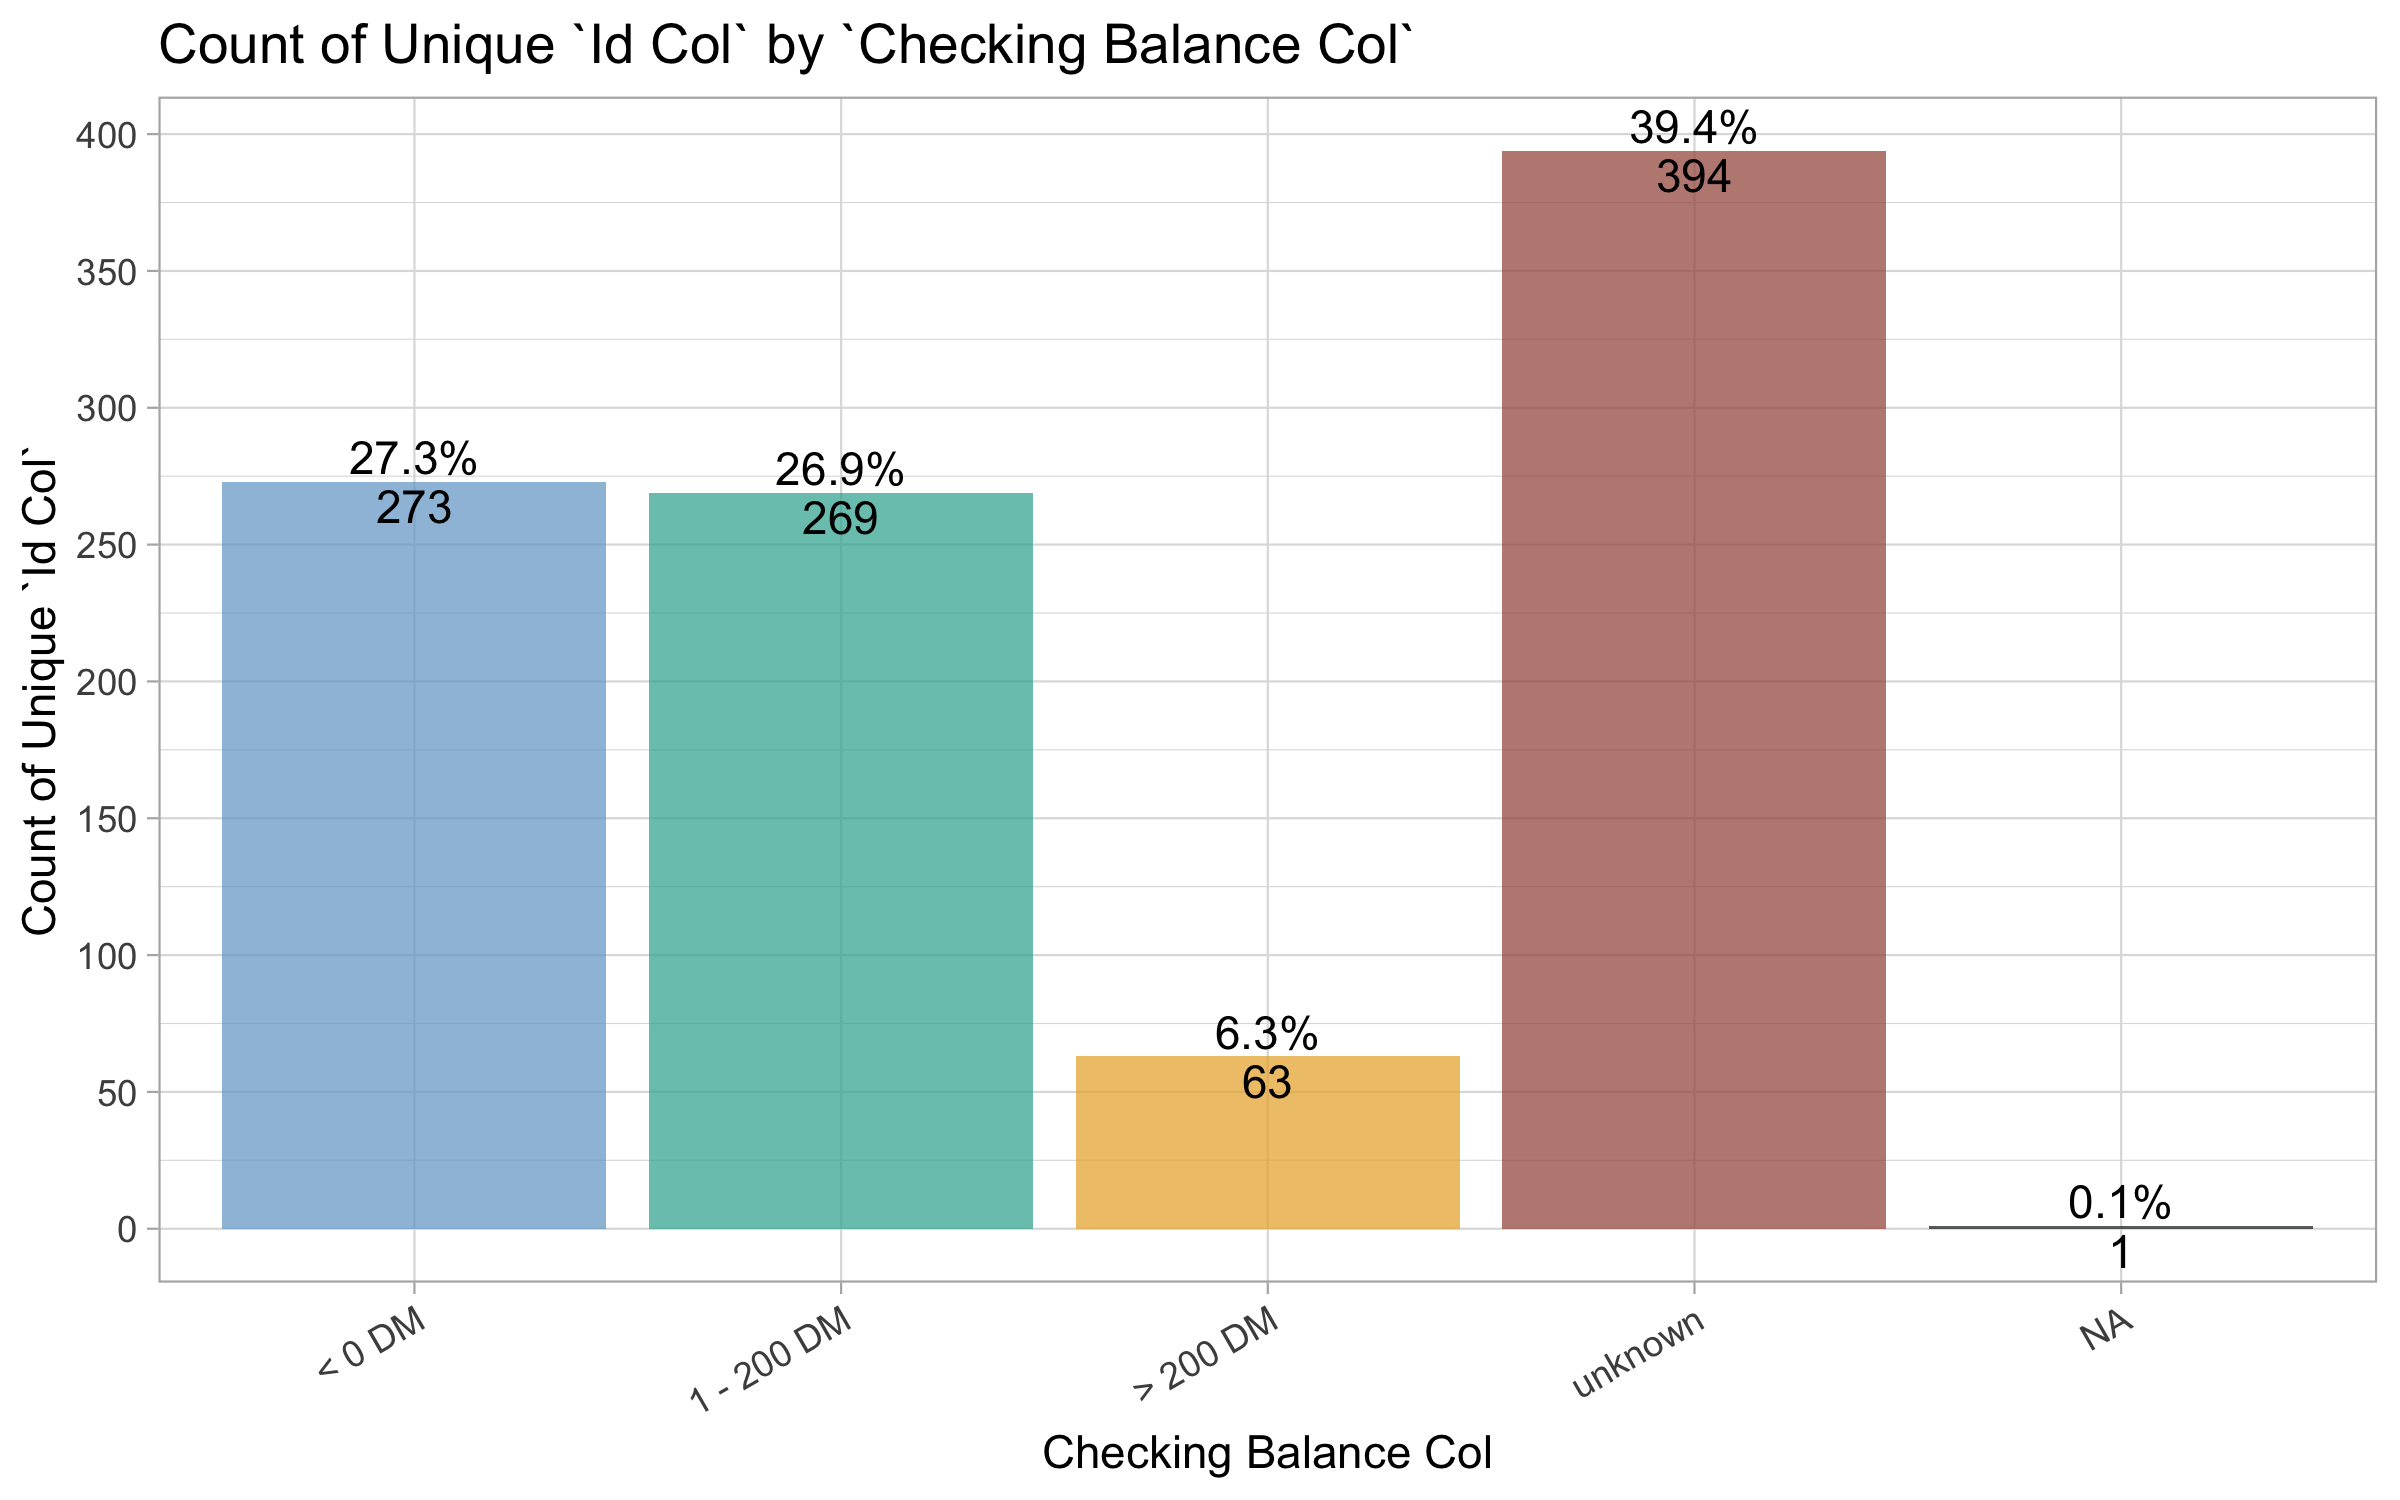 Count of Unique `Id Col` by `Checking Balance Col`
Count of Unique `Id Col`
400
350
300
250
200
150
100
50
0
27.3%
273
26.9%
269
6.3%
63
39.4%
394
0.1%
1
< 0 DM
1 - 200 DM
> 200 DM
unknown
NA
Checking Balance Col